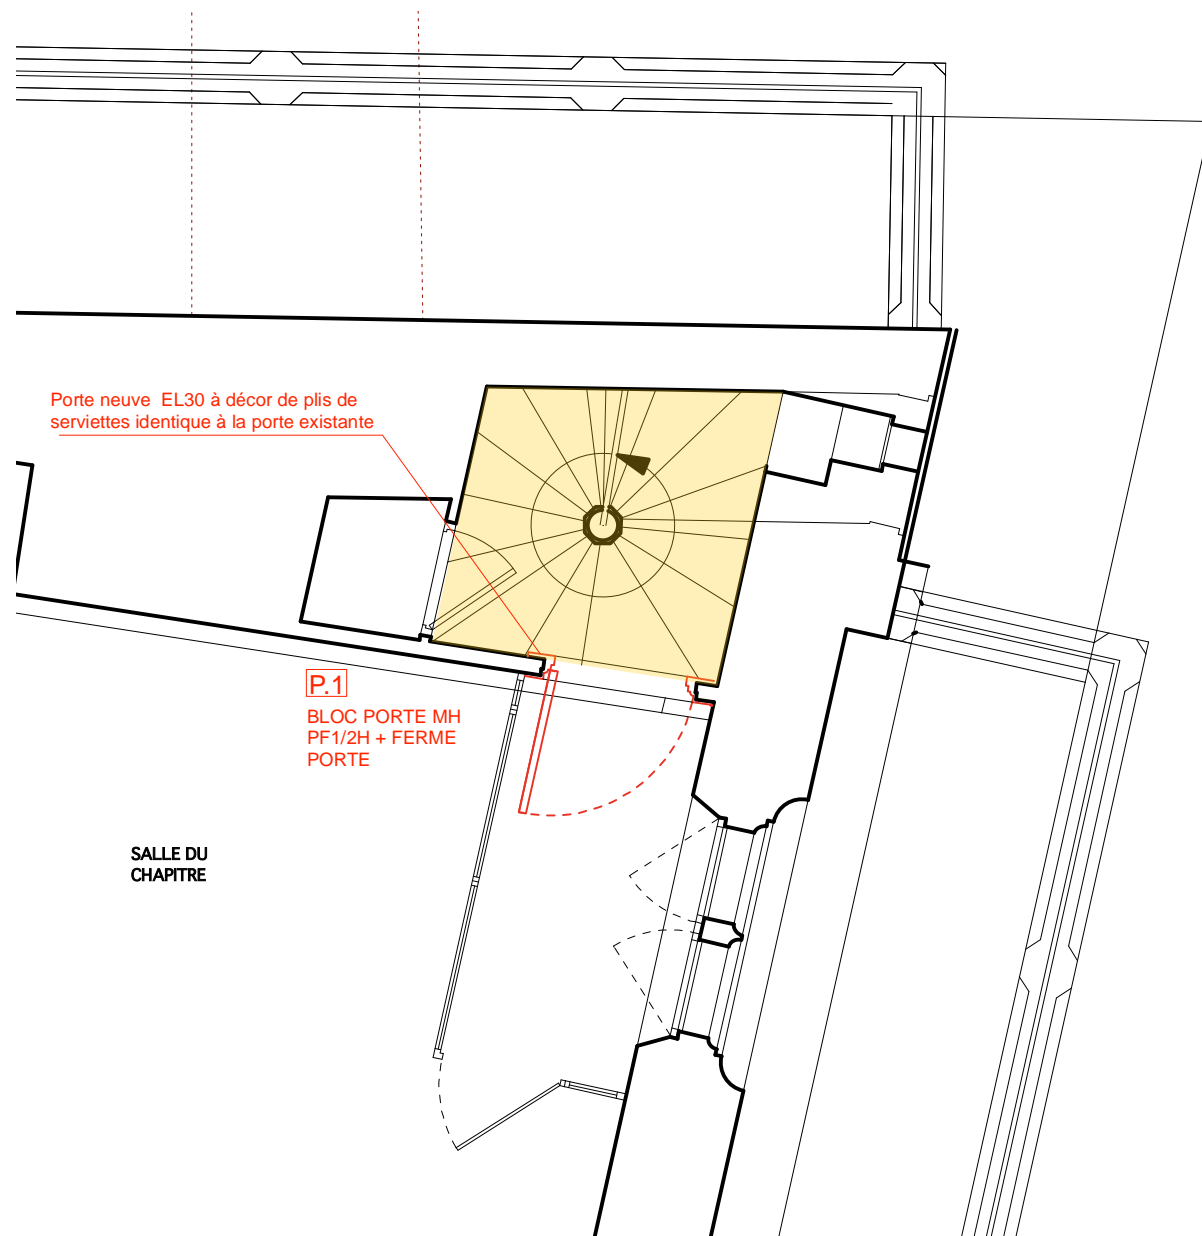 Porte neuve EL30 à décor de plis de
serviettes identique à la porte existante
P.1
BLOC PORTE MH
PF1/2H + FERME
PORTE
SALLE DU
CHAPITRE